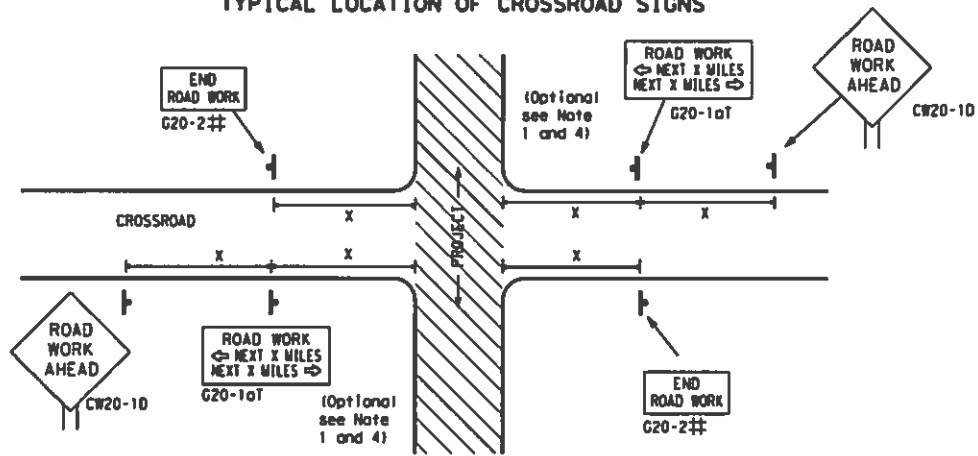 TYPICAL LOCATION OF CROSSROAD SIGNS
END
ROAD WORK
G20-2#
(Optional
see Note
1 and 4)
ROAD WORK
⇦ NEXT X MILES
NEXT X MILES ⇨
G20-1aT
ROAD
WORK
AHEAD
CW20-1D
CROSSROAD
X
X
X
PROJECT
X
X
X
ROAD
WORK
AHEAD
CW20-1D
ROAD WORK
⇦ NEXT X MILES
NEXT X MILES ⇨
G20-1aT
(Optional
see Note
1 and 4)
END
ROAD WORK
G20-2#